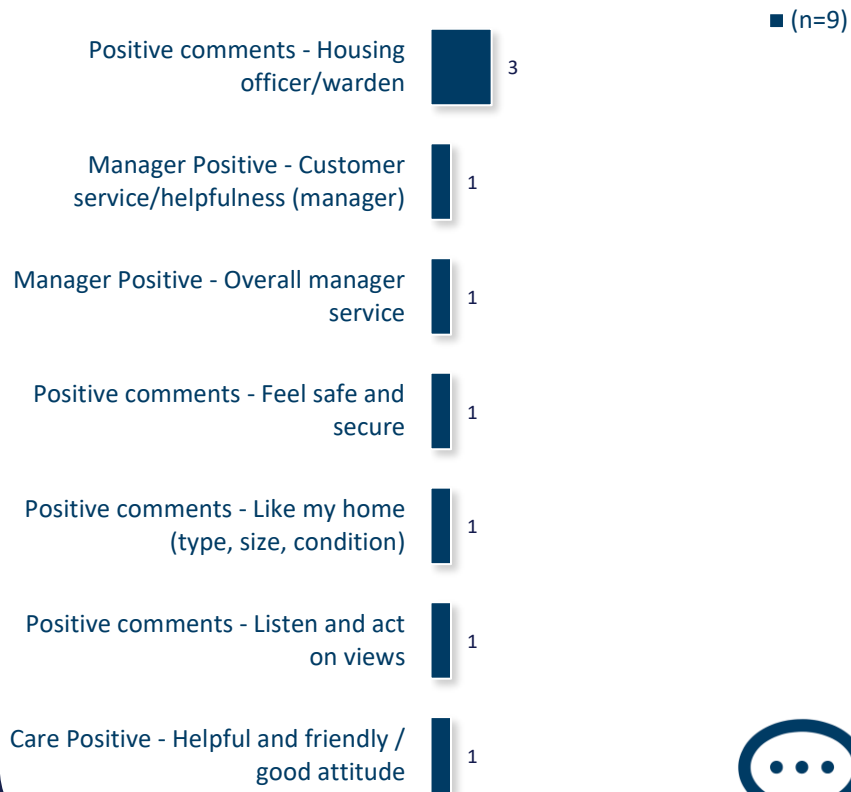 (n=9)
Positive comments - Housing
officer/warden
3
Manager Positive - Customer
service/helpfulness (manager)
1
Manager Positive - Overall manager
service
1
Positive comments - Feel safe and
secure
1
Positive comments - Like my home
(type, size, condition)
1
Positive comments - Listen and act
on views
1
Care Positive - Helpful and friendly /
good attitude
1